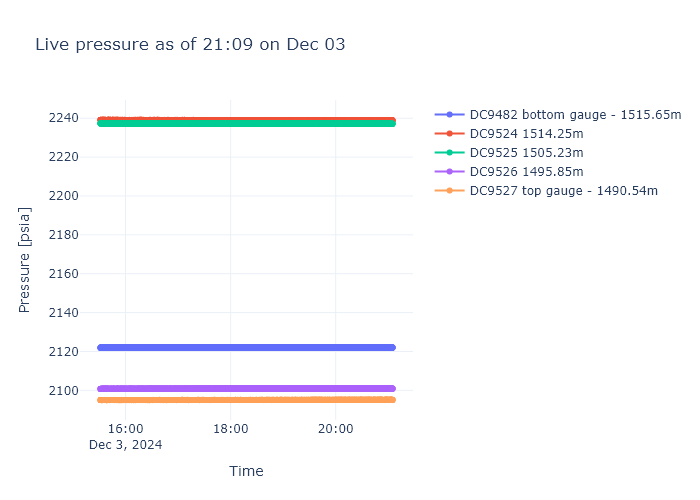 Live pressure as of 21:09 on Dec 03
DC9482 bottom gauge - 1515.65m
DC9524 1514.25m
DC9525 1505.23m
DC9526 1495.85m
DC9527 top gauge - 1490.54m
Pressure [psia]
2240
2220
2200
2180
2160
2140
2120
2100
16:00 18:00 20:00
Dec 3, 2024
Time